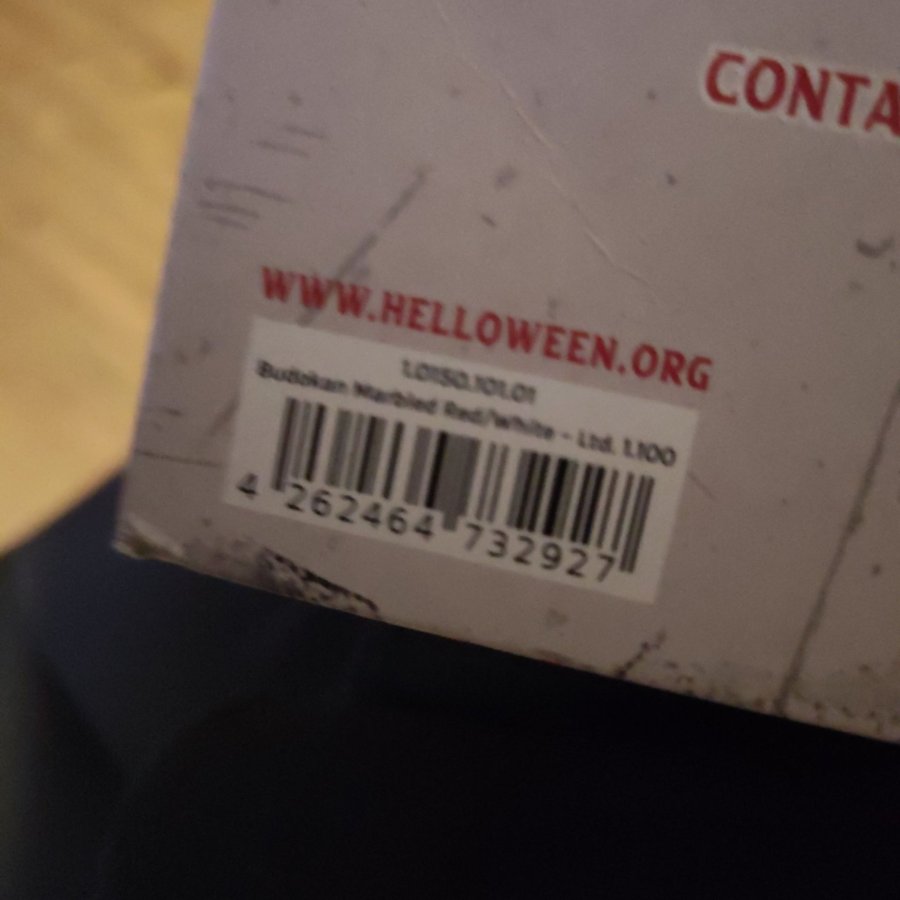 CONTA
WWW.HELLOWEEN.ORG
1.0150.101.01
Budokan Marbled Red/White - Ltd. 1.100
4 262464 732927